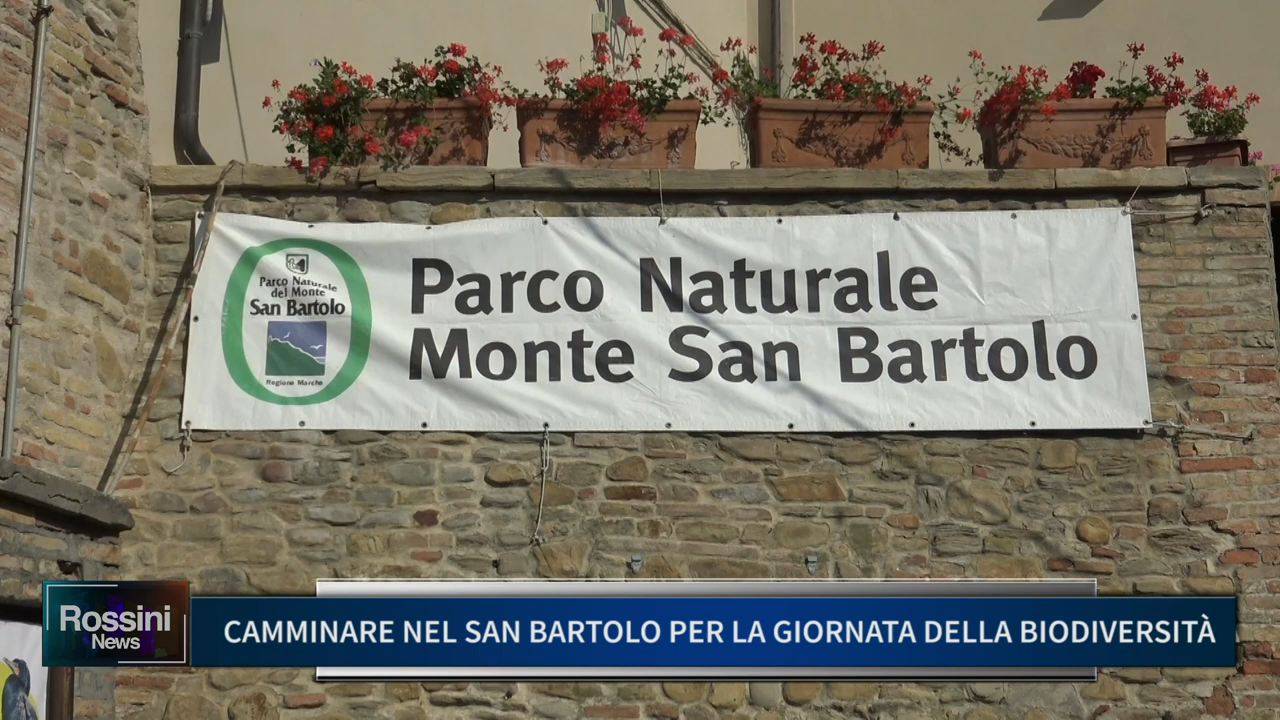 Parco Naturale
del Monte
San Bartolo
Regione Marche
Parco Naturale
Monte San Bartolo
Rossini
News
CAMMINARE NEL SAN BARTOLO PER LA GIORNATA DELLA BIODIVERSITÀ